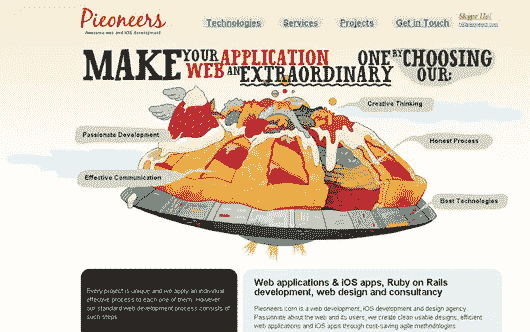 Pieoneers
Awesome web and iOS development
Technologies Services Projects Get in Touch
Skype Us!
MAKE YOUR WEB APPLICATION AN EXTRAORDINARY ONE BY CHOOSING OUR:
Creative Thinking
Passionate Development
Honest Process
Effective Communication
Best Technologies
Every project is unique and we apply an individual
effective process to each one of them. However
our standard web development process consists of
such steps
Web applications & iOS apps, Ruby on Rails
development, web design and consultancy
Pieoneers.com is a web development, iOS development and design agency.
Passionate about the web and its users, we create clean usable designs, efficient
web applications and iOS apps through cost-saving agile methodologies.